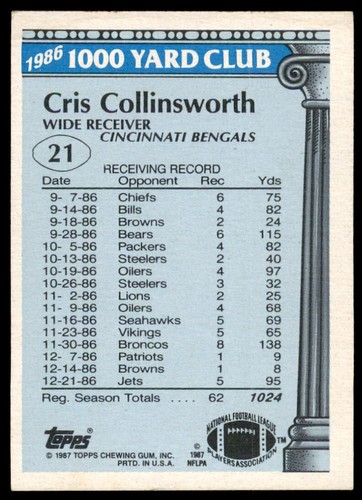 1986 1000 YARD CLUB
Cris Collinsworth
WIDE RECEIVER
CINCINNATI BENGALS
21
RECEIVING RECORD
Date Opponent Rec Yds
9- 7-86 Chiefs 6 75
9-14-86 Bills 4 82
9-18-86 Browns 2 24
9-28-86 Bears 6 115
10- 5-86 Packers 4 82
10-13-86 Steelers 2 40
10-19-86 Oilers 4 97
10-26-86 Steelers 3 32
11- 2-86 Lions 2 25
11- 9-86 Oilers 4 68
11-16-86 Seahawks 5 69
11-23-86 Vikings 5 65
11-30-86 Broncos 8 138
12- 7-86 Patriots 1 9
12-14-86 Browns 1 8
12-21-86 Jets 5 95
Reg. Season Totals .... 62 1024
Topps
© 1987 TOPPS CHEWING GUM, INC.
PRTD. IN U.S.A.
© 1987
NFLPA
NATIONAL FOOTBALL LEAGUE
PLAYERS ASSOCIATION
TM